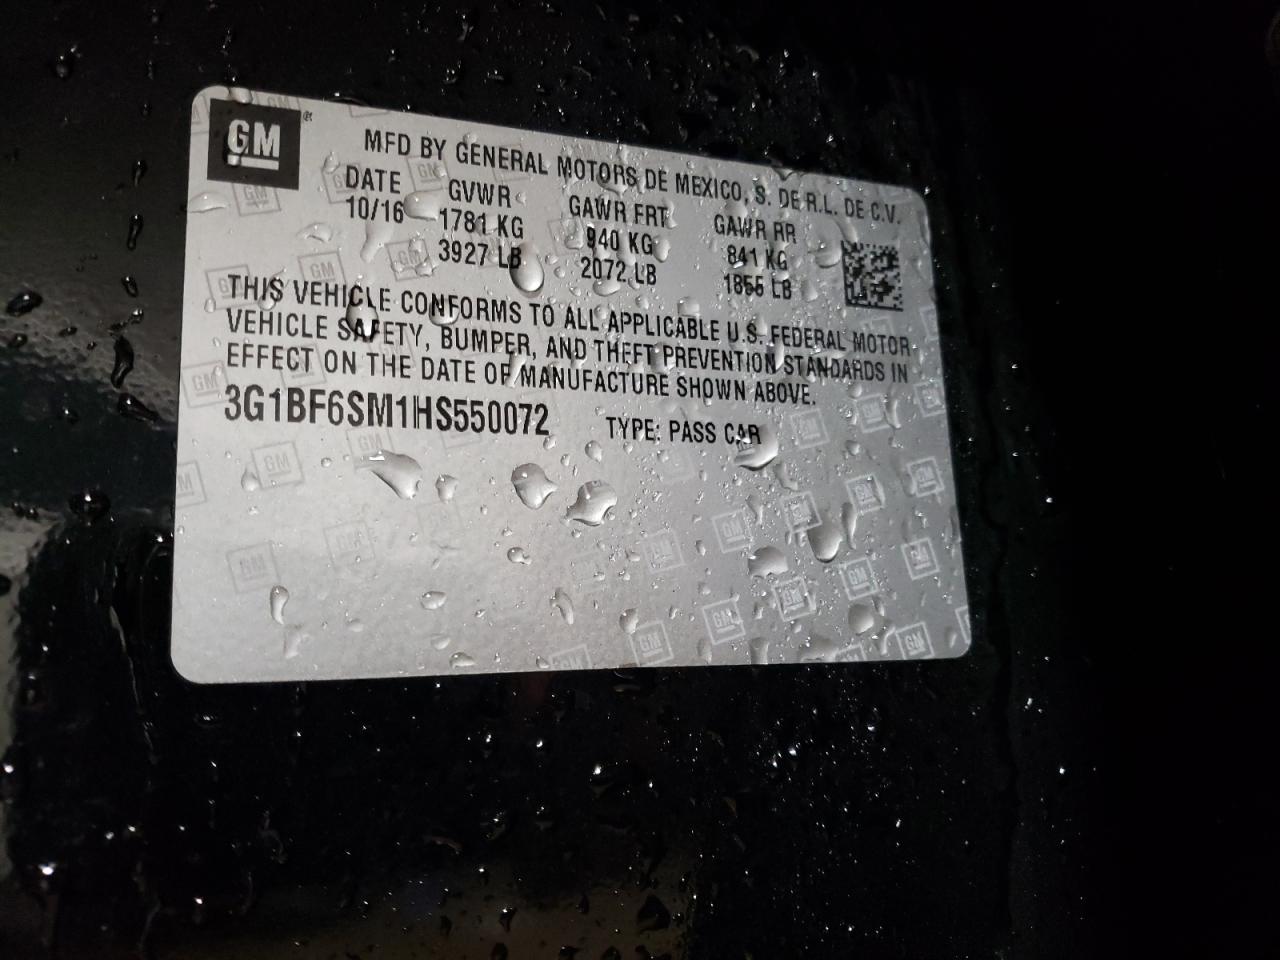 GM
MFD BY GENERAL MOTORS DE MEXICO, S. DE R.L. DE C.V.
DATE GVWR GAWR FRT GAWR RR
10/16 1781 KG 940 KG 841 KG
3927 LB 2072 LB 1855 LB
THIS VEHICLE CONFORMS TO ALL APPLICABLE U.S. FEDERAL MOTOR
VEHICLE SAFETY, BUMPER, AND THEFT PREVENTION STANDARDS IN
EFFECT ON THE DATE OF MANUFACTURE SHOWN ABOVE.
3G1BF6SM1HS550072 TYPE: PASS CAR